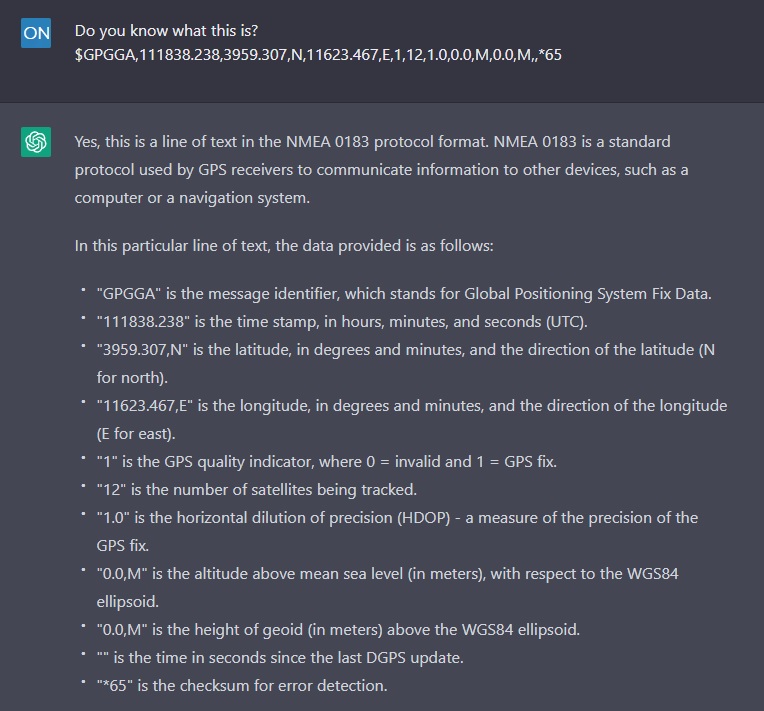 ON
Do you know what this is?
$GPGGA,111838.238,3959.307,N,11623.467,E,1,12,1.0,0.0,M,0.0,M,,*65
Yes, this is a line of text in the NMEA 0183 protocol format. NMEA 0183 is a standard
protocol used by GPS receivers to communicate information to other devices, such as a
computer or a navigation system.
In this particular line of text, the data provided is as follows:
• "GPGGA" is the message identifier, which stands for Global Positioning System Fix Data.
• "111838.238" is the time stamp, in hours, minutes, and seconds (UTC).
• "3959.307,N" is the latitude, in degrees and minutes, and the direction of the latitude (N
for north).
• "11623.467,E" is the longitude, in degrees and minutes, and the direction of the longitude
(E for east).
• "1" is the GPS quality indicator, where 0 = invalid and 1 = GPS fix.
• "12" is the number of satellites being tracked.
• "1.0" is the horizontal dilution of precision (HDOP) - a measure of the precision of the
GPS fix.
• "0.0,M" is the altitude above mean sea level (in meters), with respect to the WGS84
ellipsoid.
• "0.0,M" is the height of geoid (in meters) above the WGS84 ellipsoid.
• "" is the time in seconds since the last DGPS update.
• "*65" is the checksum for error detection.